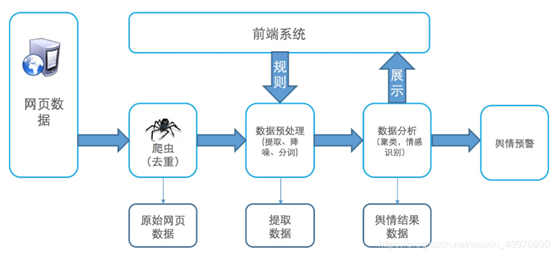 前端系统
网页数
据
规
则
展
示
爬虫
(去重)
数据预处理
(提取、降
噪、分词)
数据分析
(聚类，情感
识别)
舆情预警
原始网页
数据
提取
数据
舆情结果
数据
https://blog.csdn.net/weixin_43976890